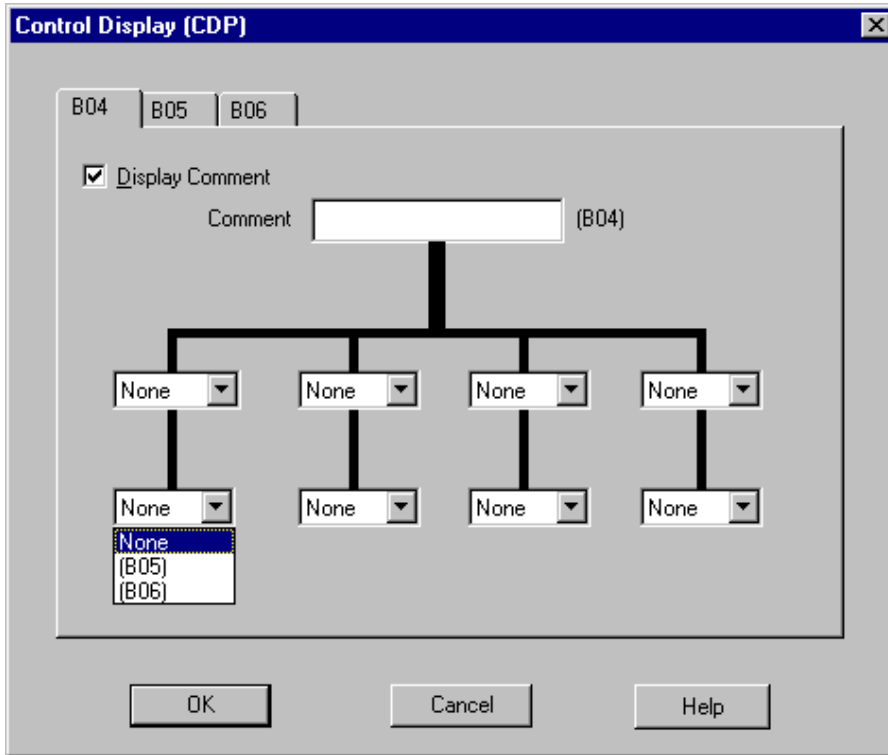 Control Display (CDP)
B04 B05 B06
Display Comment
Comment (B04)
None None None None
None None None None
None
(B05)
(B06)
OK Cancel Help